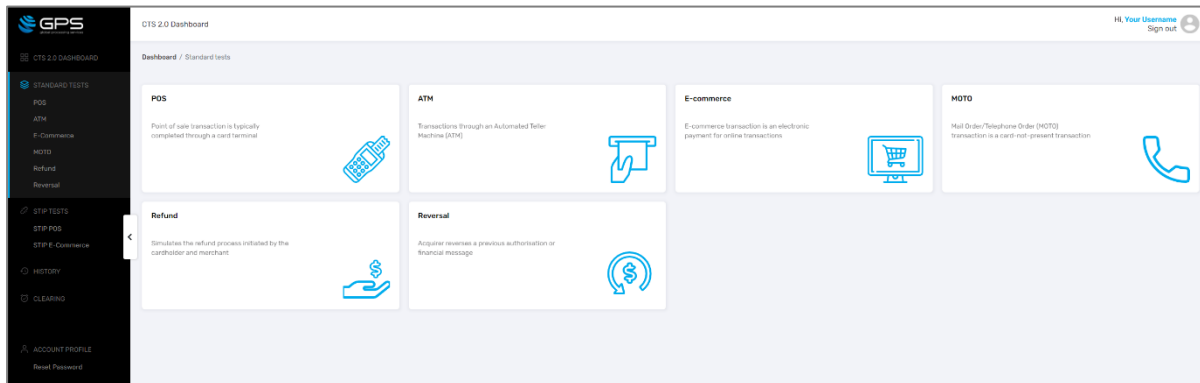 GPS
global processing services
CTS 2.0 DASHBOARD
STANDARD TESTS
POS
ATM
E-Commerce
MOTO
Refund
Reversal
STIP TESTS
STIP POS
STIP E-Commerce
HISTORY
CLEARING
ACCOUNT PROFILE
Reset Password
CTS 2.0 Dashboard
Hi, Your Username
Sign out
Dashboard / Standard tests
POS
Point of sale transaction is typically
completed through a card terminal
ATM
Transactions through an Automated Teller
Machine (ATM)
E-commerce
E-commerce transaction is an electronic
payment for online transactions
MOTO
Mail Order/Telephone Order (MOTO)
transaction is a card-not-present transaction
Refund
Simulates the refund process initiated by the
cardholder and merchant
$
Reversal
Acquirer reverses a previous authorisation or
financial message
$